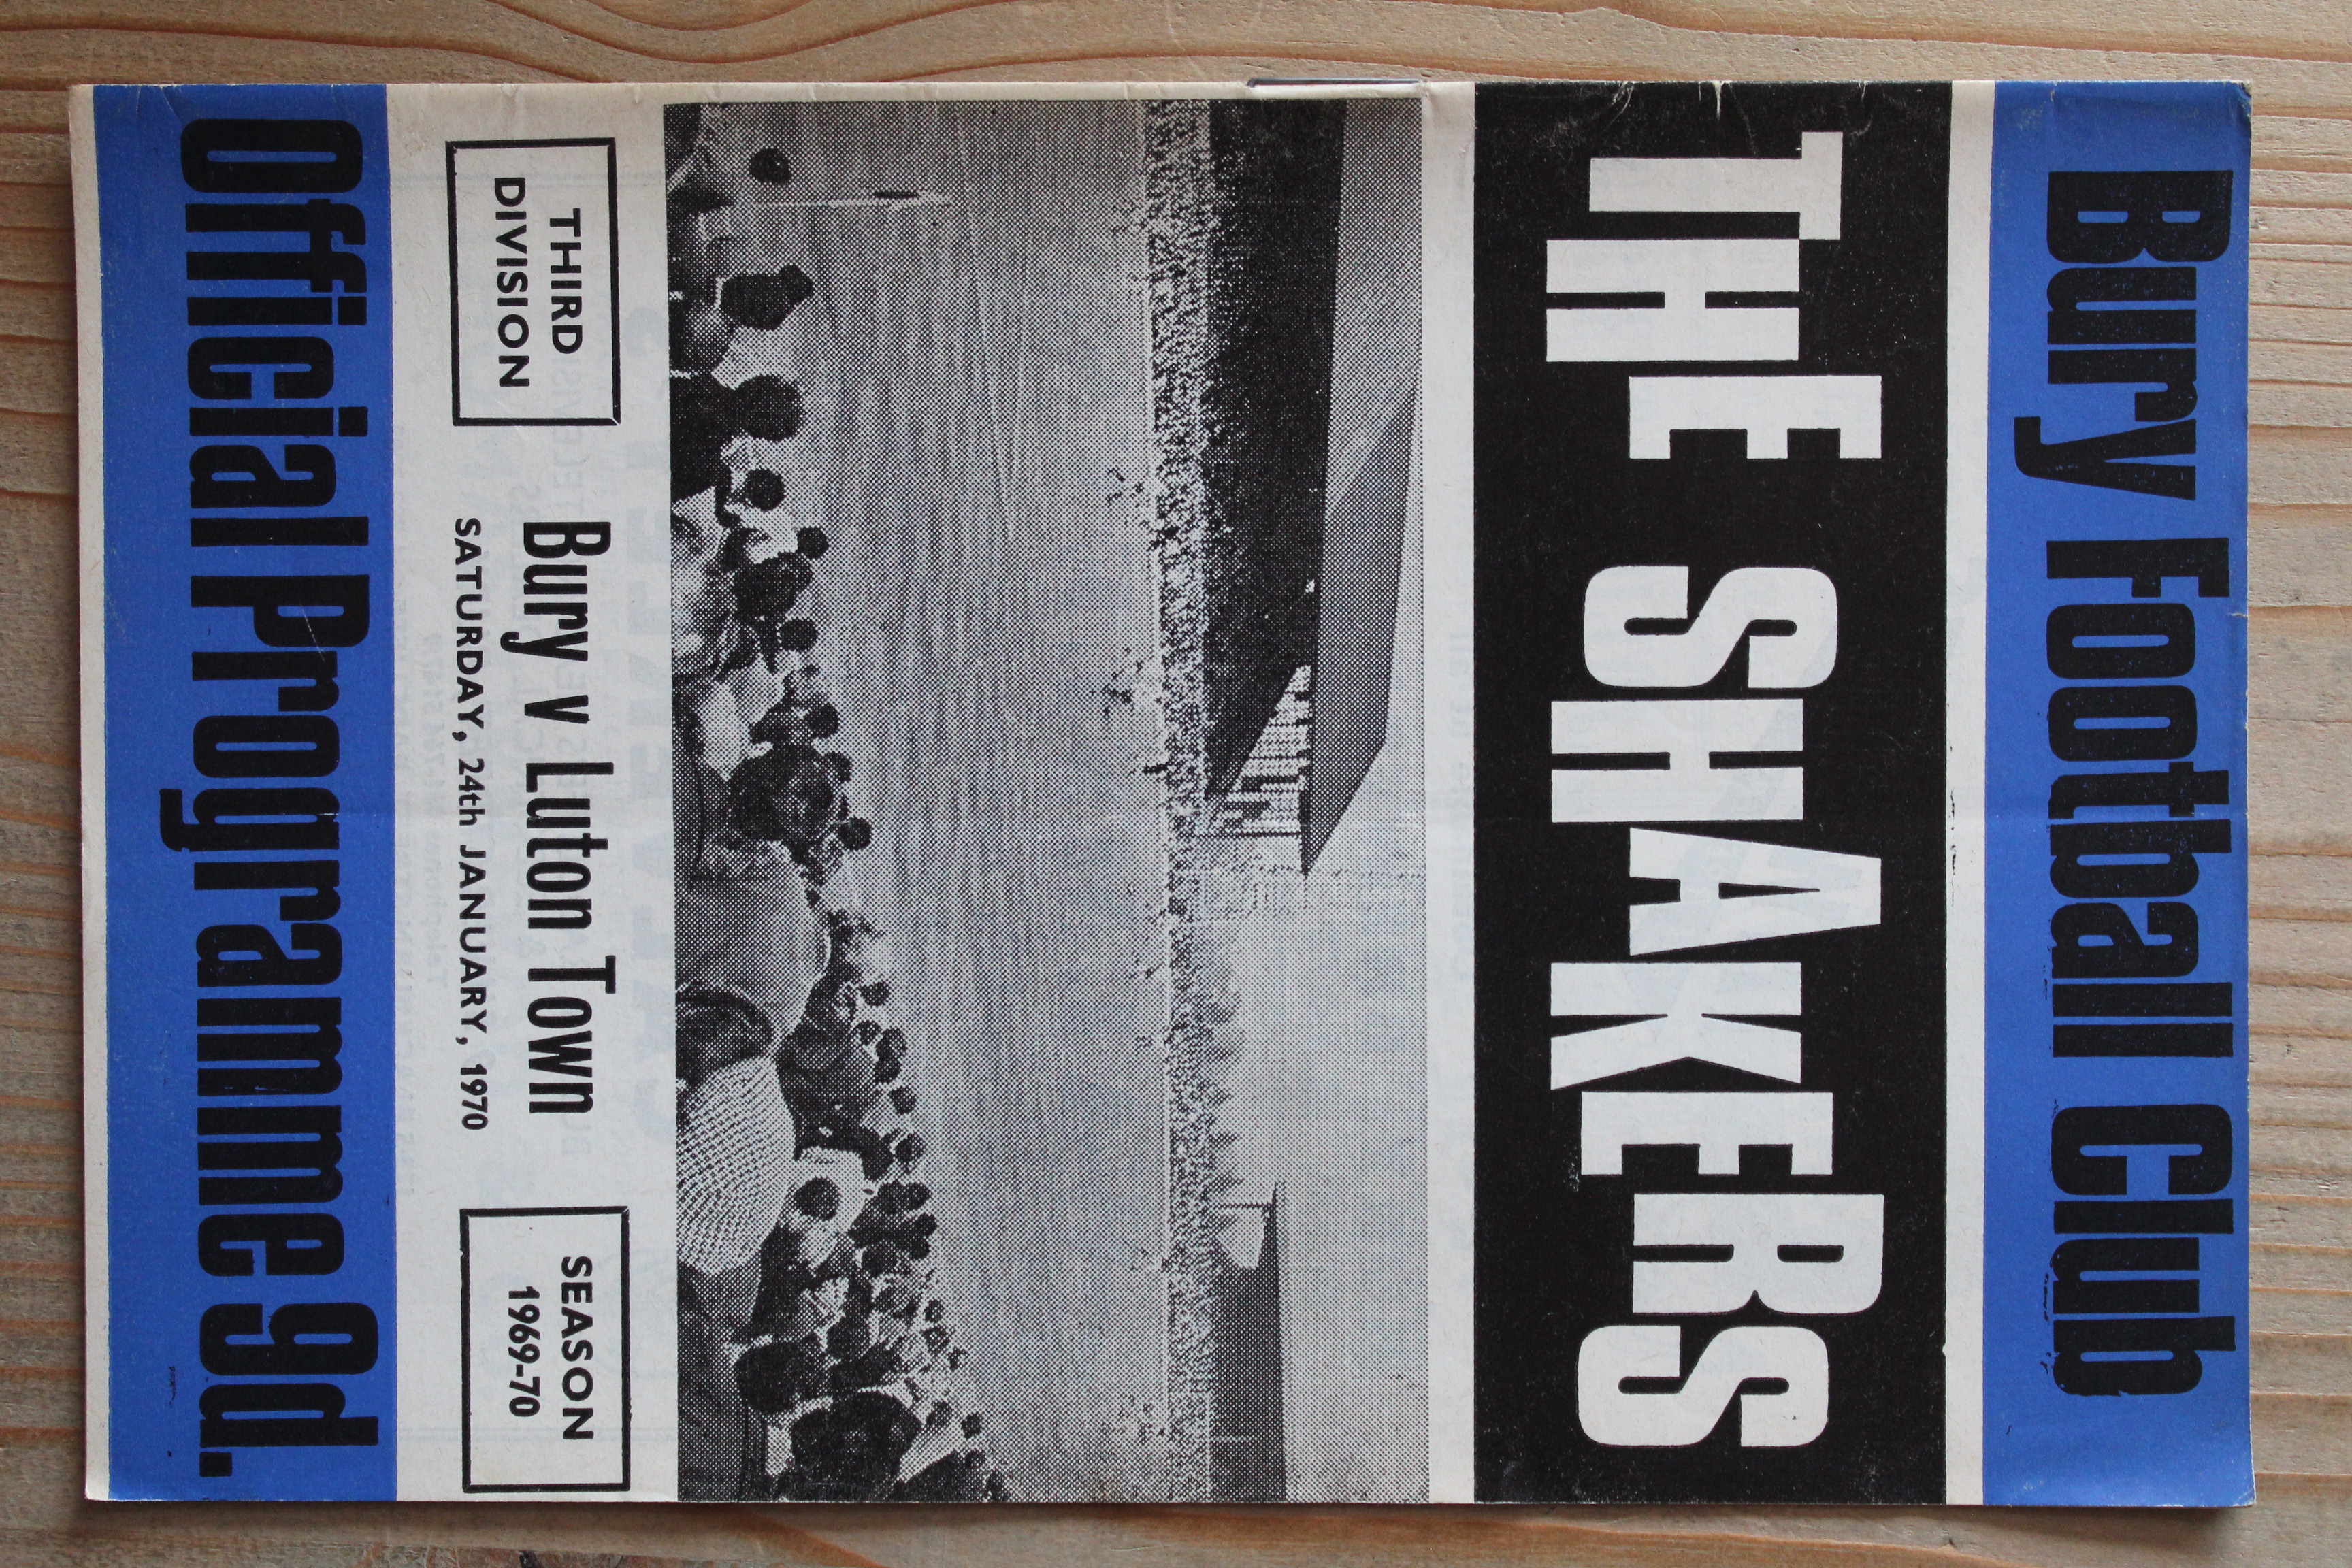 Bury Football Club
THE SHAKERS
THIRD
DIVISION
Bury v Luton Town
SATURDAY, 24th JANUARY, 1970
SEASON
1969-70
Official Programme 9d.